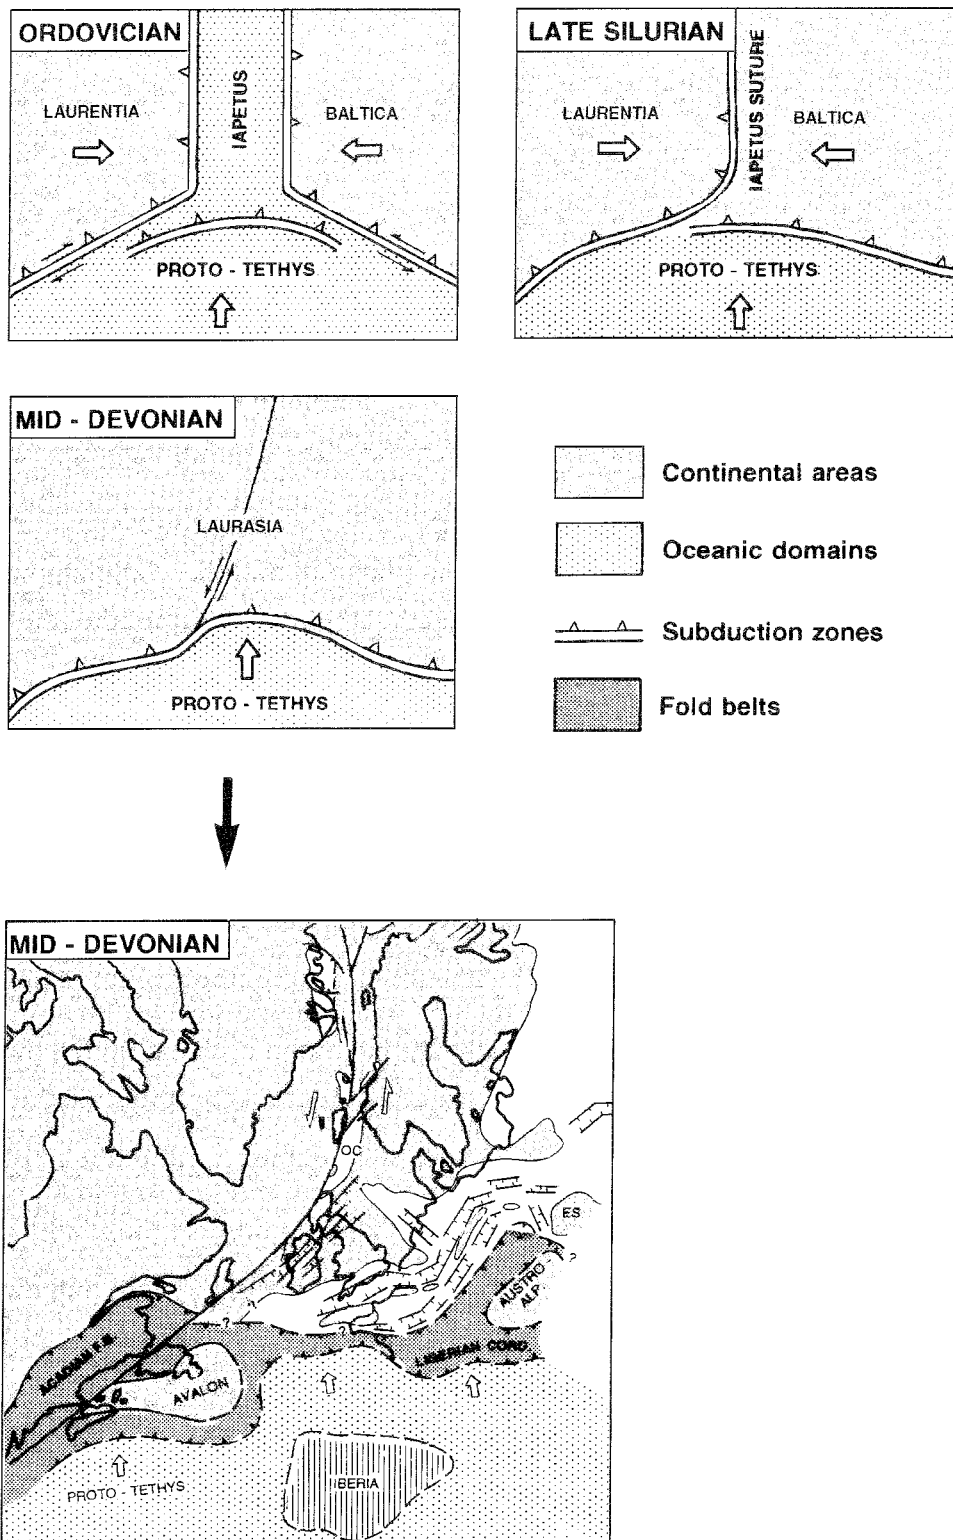 ORDOVICIAN
LAURENTIA
IAPETUS
BALTICA
PROTO - TETHYS
LATE SILURIAN
LAURENTIA
IAPETUS SUTURE
BALTICA
PROTO - TETHYS
MID - DEVONIAN
LAURASIA
PROTO - TETHYS
Continental areas
Oceanic domains
Subduction zones
Fold belts
MID - DEVONIAN
OC
ES
?
AUSTRO -
ALP
?
?
?
LIGERIAN CORD.
ACADIAN F.B.
AVALON
PROTO - TETHYS
IBERIA